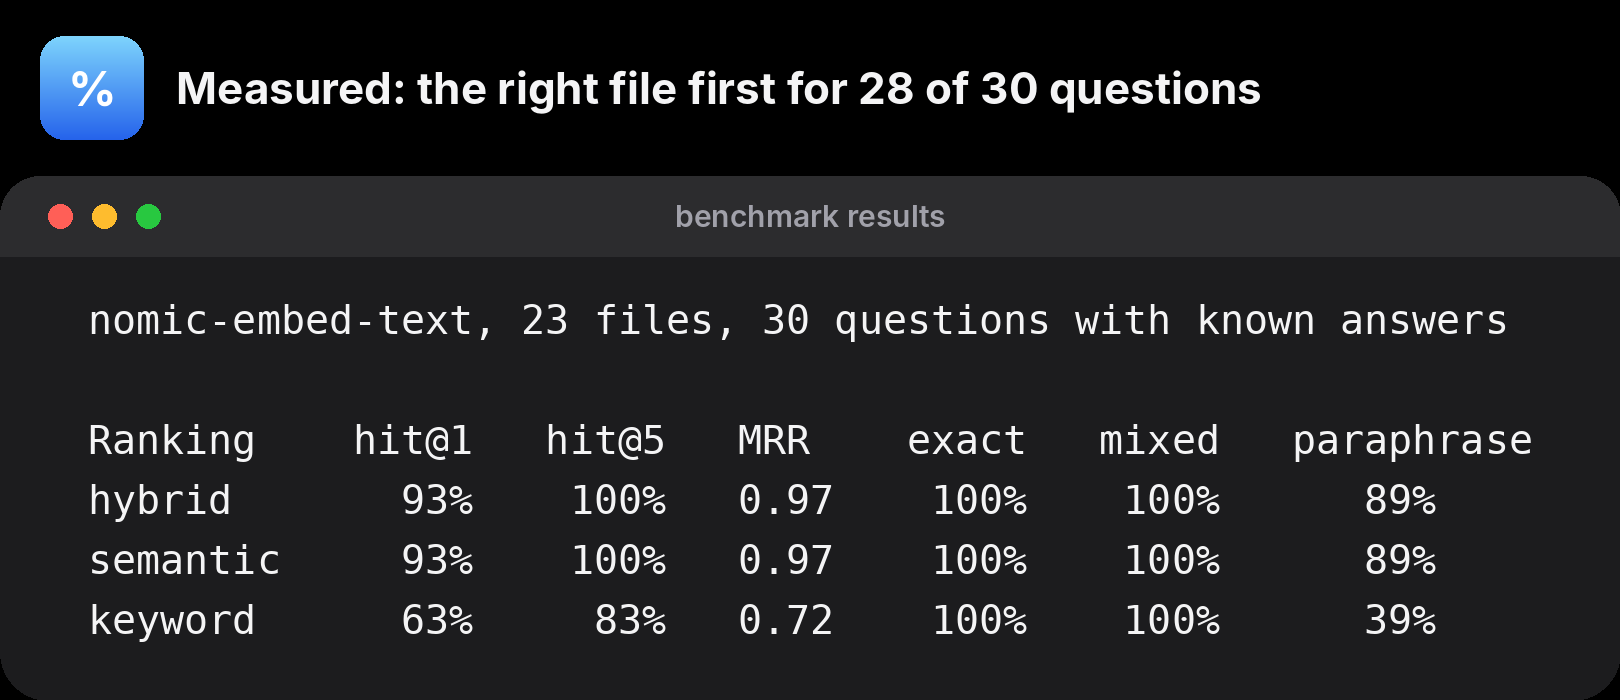 %
Measured: the right file first for 28 of 30 questions
benchmark results
nomic-embed-text, 23 files, 30 questions with known answers
Ranking hit@1 hit@5 MRR exact mixed paraphrase
hybrid 93% 100% 0.97 100% 100% 89%
semantic 93% 100% 0.97 100% 100% 89%
keyword 63% 83% 0.72 100% 100% 39%